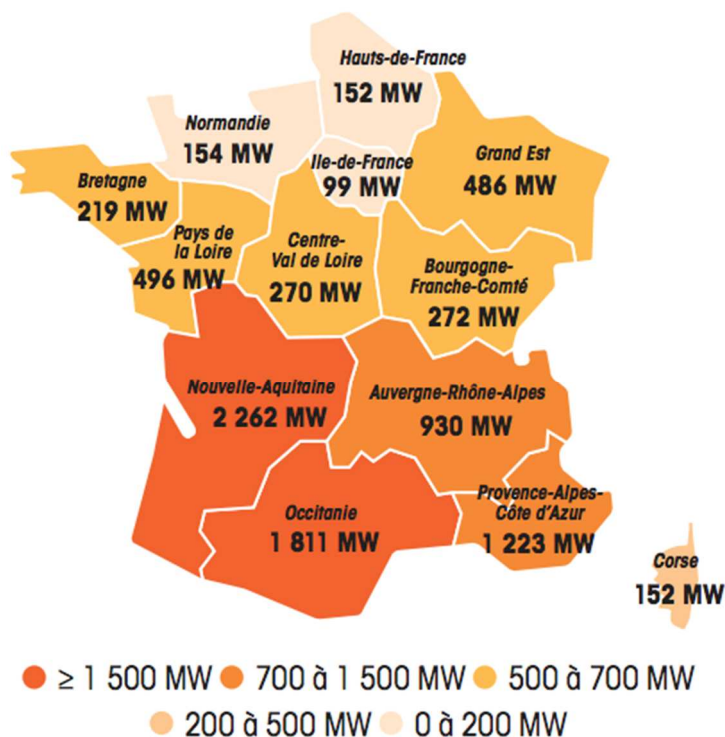 Hauts-de-France
152 MW
Normandie
154 MW
Ile-de-France
99 MW
Grand Est
486 MW
Bretagne
219 MW
Pays de
la Loire
496 MW
Centre-
Val de Loire
270 MW
Bourgogne-
Franche-Comté
272 MW
Nouvelle-Aquitaine
2 262 MW
Auvergne-Rhône-Alpes
930 MW
Occitanie
1 811 MW
Provence-Alpes-
Côte d'Azur
1 223 MW
Corse
152 MW
≥ 1 500 MW 700 à 1 500 MW 500 à 700 MW
200 à 500 MW 0 à 200 MW